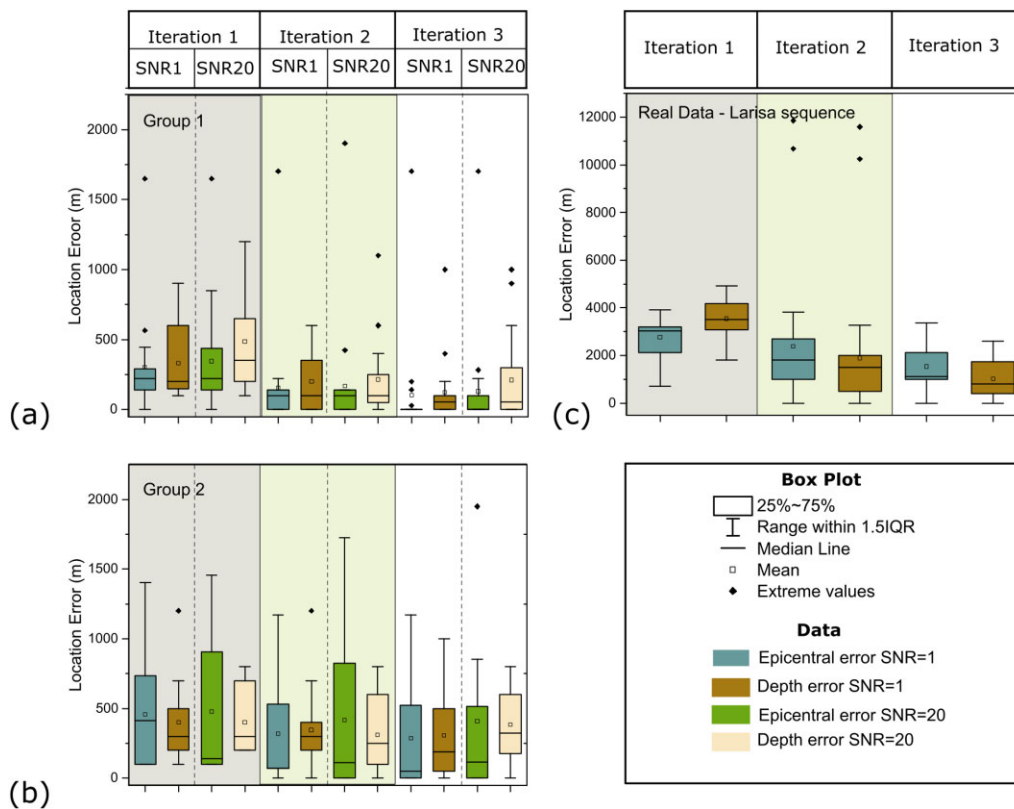 Iteration 1 Iteration 2 Iteration 3
SNR1 SNR20 SNR1 SNR20 SNR1 SNR20
Group 1
Location Eroor (m)
2000
1500
1000
500
0
(a)
Iteration 1 Iteration 2 Iteration 3
Real Data - Larisa sequence
Location Error (m)
12000
10000
8000
6000
4000
2000
0
(c)
Group 2
Location Error (m)
2000
1500
1000
500
0
(b)
Box Plot
25%~75%
Range within 1.5IQR
Median Line
Mean
Extreme values
Data
Epicentral error SNR=1
Depth error SNR=1
Epicentral error SNR=20
Depth error SNR=20